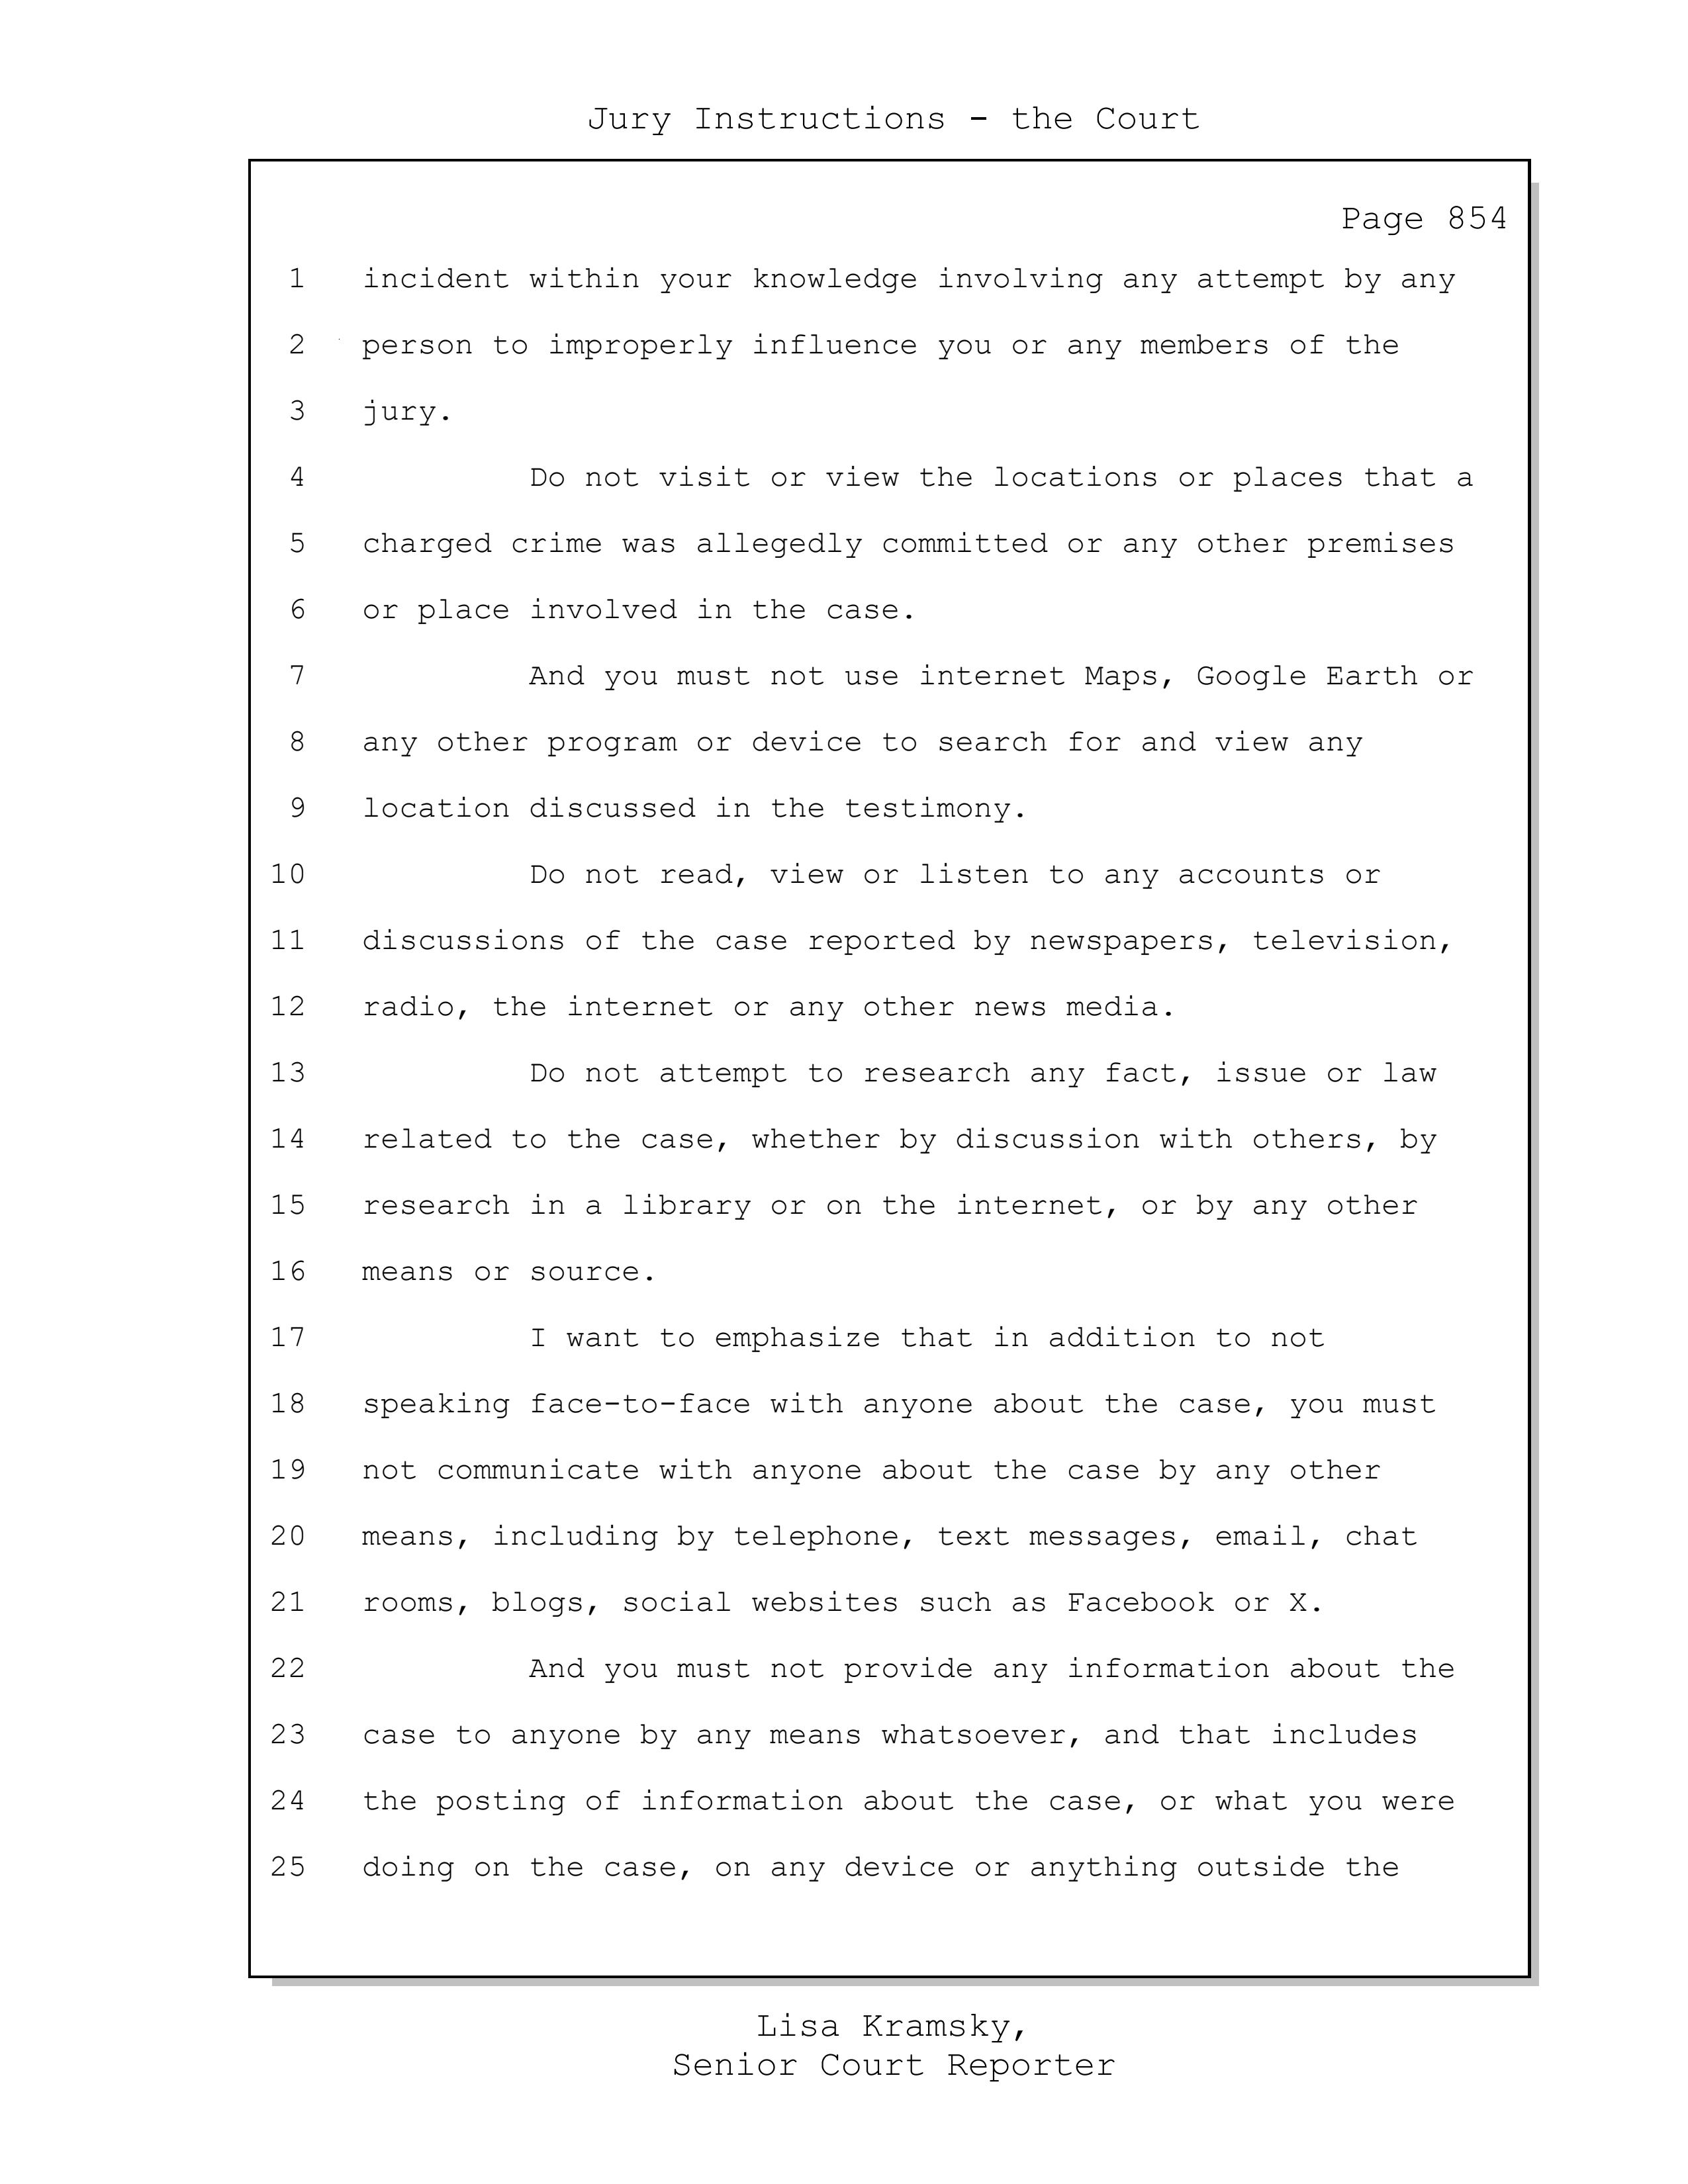 Jury Instructions - the Court
Page 854
1 incident within your knowledge involving any attempt by any
2 person to improperly influence you or any members of the
3 jury.
4 Do not visit or view the locations or places that a
5 charged crime was allegedly committed or any other premises
6 or place involved in the case.
7 And you must not use internet Maps, Google Earth or
8 any other program or device to search for and view any
9 location discussed in the testimony.
10 Do not read, view or listen to any accounts or
11 discussions of the case reported by newspapers, television,
12 radio, the internet or any other news media.
13 Do not attempt to research any fact, issue or law
14 related to the case, whether by discussion with others, by
15 research in a library or on the internet, or by any other
16 means or source.
17 I want to emphasize that in addition to not
18 speaking face-to-face with anyone about the case, you must
19 not communicate with anyone about the case by any other
20 means, including by telephone, text messages, email, chat
21 rooms, blogs, social websites such as Facebook or X.
22 And you must not provide any information about the
23 case to anyone by any means whatsoever, and that includes
24 the posting of information about the case, or what you were
25 doing on the case, on any device or anything outside the
Lisa Kramsky,
Senior Court Reporter